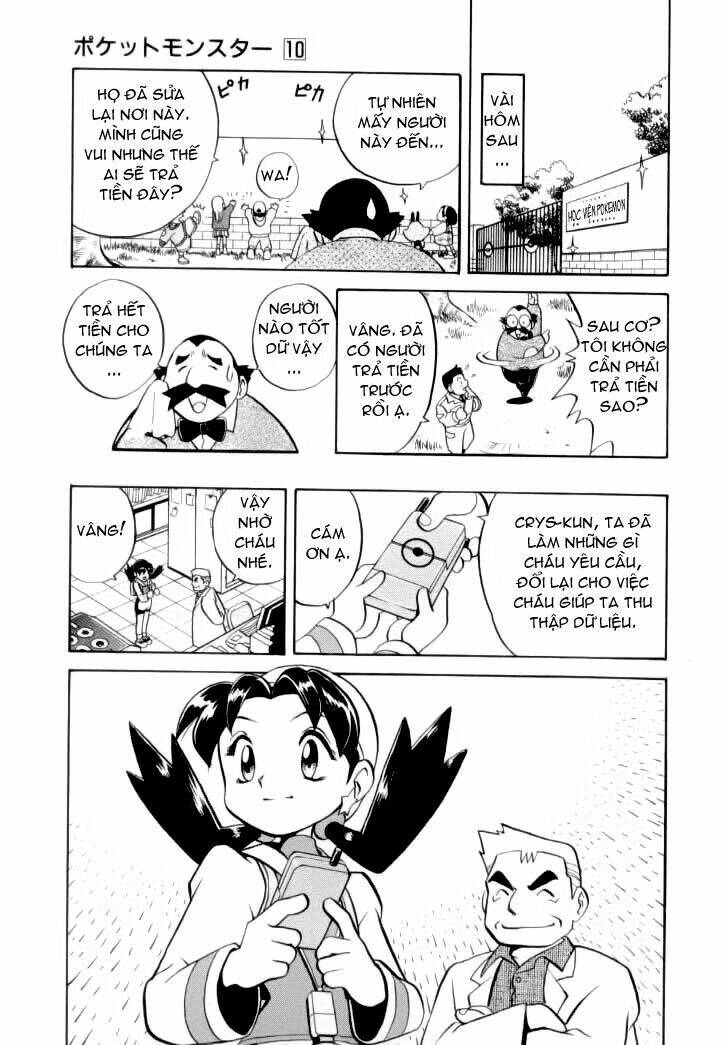 ポケットモンスター 10
VÀI
HÔM
SAU
...
HỌC VIỆN POKEMON
TỰ NHIÊN
MẤY NGƯỜI
NÀY ĐẾN...
ピカ
ピカ
WA!
HỌ ĐÃ SỬA
LẠI NƠI NÀY.
MÌNH CŨNG
VUI NHƯNG THẾ
AI SẼ TRẢ
TIỀN ĐÂY?
SAU CƠ?
TÔI KHÔNG
CẦN PHẢI
TRẢ TIỀN
SAO?
VÂNG. ĐÃ
CÓ NGƯỜI
TRẢ TIỀN
TRƯỚC
RỒI Ạ.
NGƯỜI
NÀO TỐT
DỮ VẬY
...
TRẢ HẾT
TIỀN CHO
CHÚNG TA
...
CRYS-KUN, TA ĐÃ
LÀM NHỮNG GÌ
CHÁU YÊU CẦU,
ĐỔI LẠI CHO VIỆC
CHÁU GIÚP TA THU
THẬP DỮ LIỆU.
CÁM
ƠN Ạ.
VẬY
NHỜ
CHÁU
NHÉ.
VÂNG!